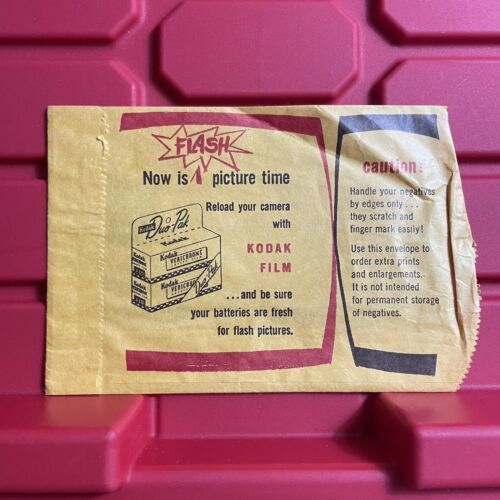 FLASH
Now is picture time
Reload your camera
with
KODAK
FILM
...and be sure
your batteries are fresh
for flash pictures.
Kodak
Duo-Pak
Kodak
VERICHROME
Kodak
caution!
Handle your negatives
by edges only...
they scratch and
finger mark easily!
Use this envelope to
order extra prints
and enlargements.
It is not intended
for permanent storage
of negatives.